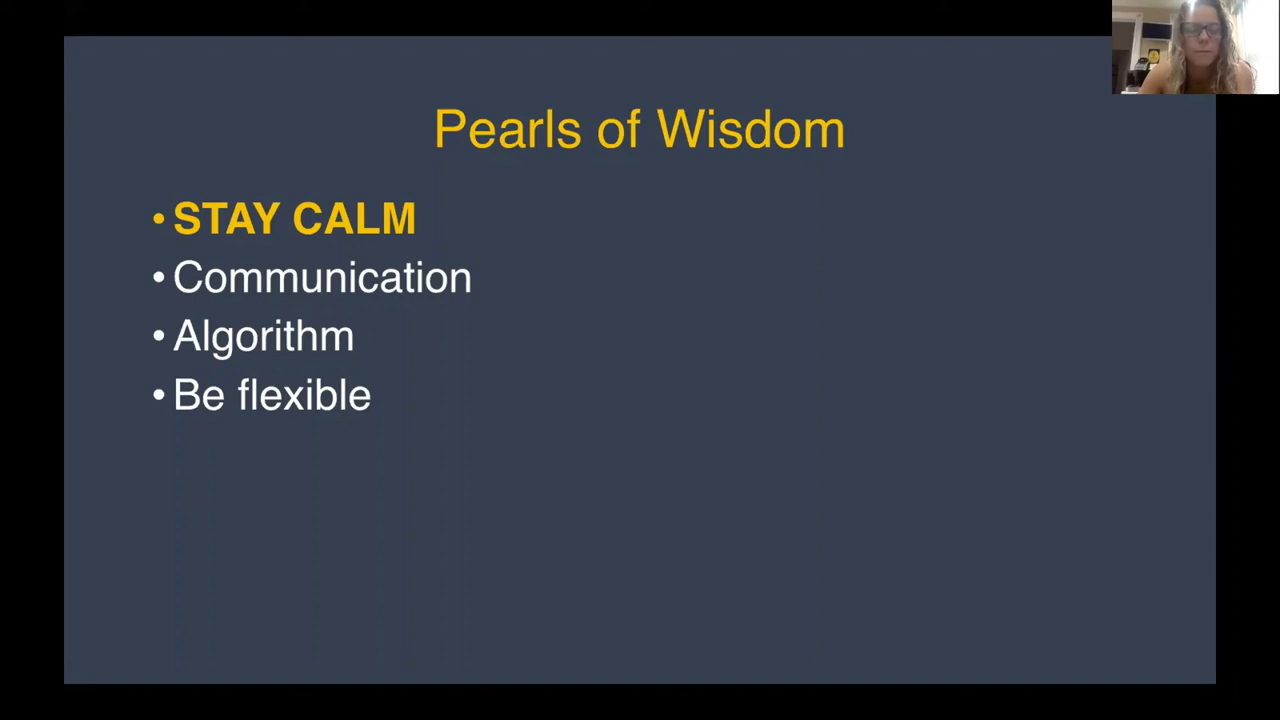 Pearls of Wisdom
• STAY CALM
• Communication
• Algorithm
• Be flexible